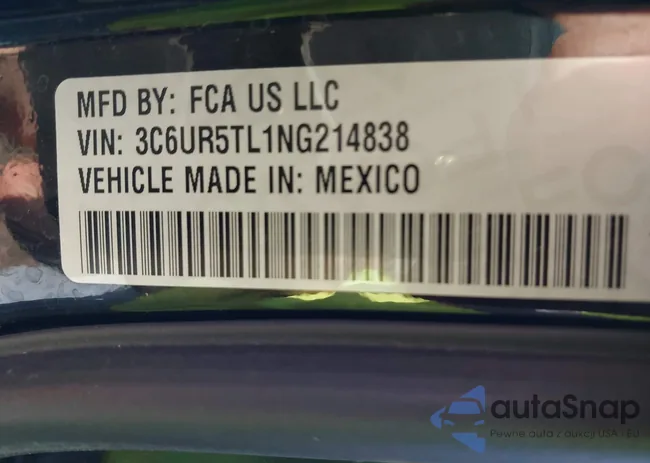 MFD BY: FCA US LLC
VIN: 3C6UR5TL1NG214838
VEHICLE MADE IN: MEXICO
autaSnap
Pewne auta z aukcji USA - EU